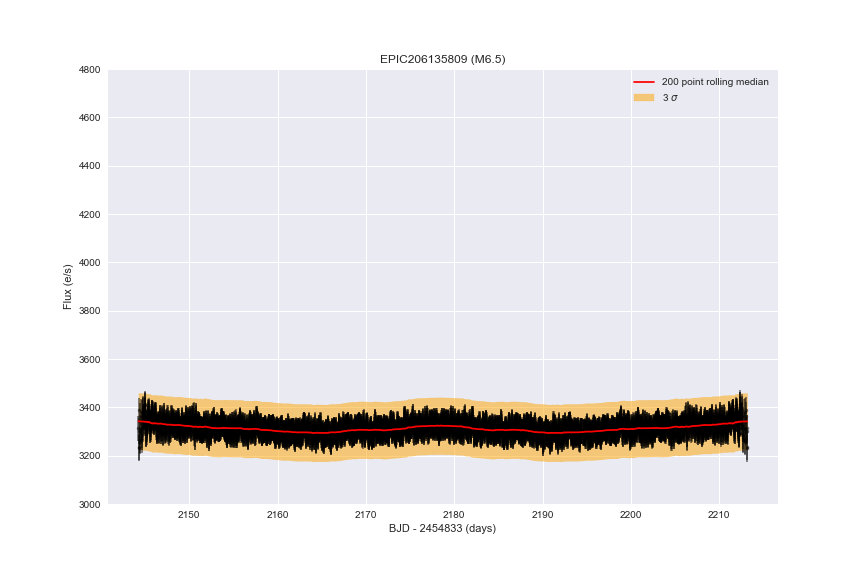 EPIC206135809 (M6.5)
200 point rolling median
3 σ
Flux (e/s)
4800
4600
4400
4200
4000
3800
3600
3400
3200
3000
2150 2160 2170 2180 2190 2200 2210
BJD - 2454833 (days)